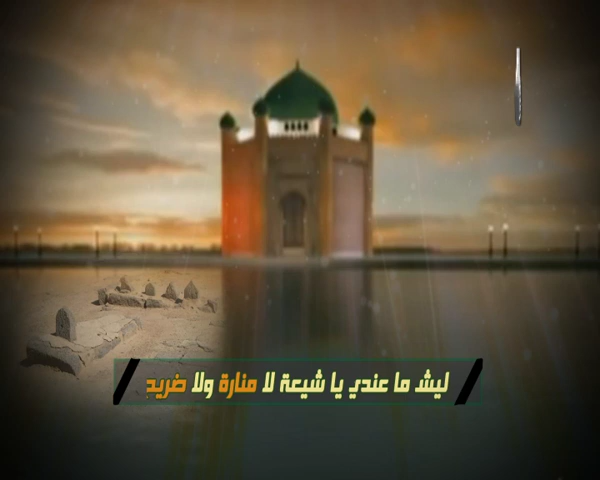 ليش ما عندي يا شيعة لا منارة ولا ضريح